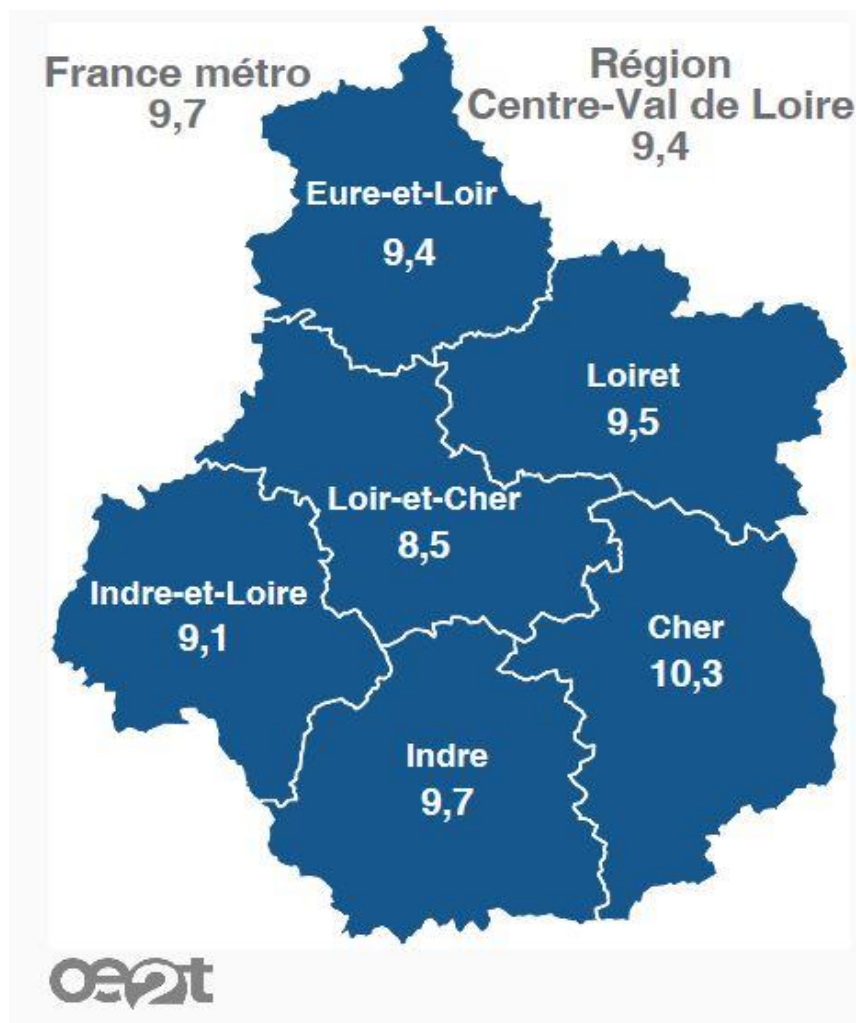 France métro
9,7
Région
Centre-Val de Loire
9,4
Eure-et-Loir
9,4
Loiret
9,5
Loir-et-Cher
8,5
Indre-et-Loire
9,1
Cher
10,3
Indre
9,7
oe2t